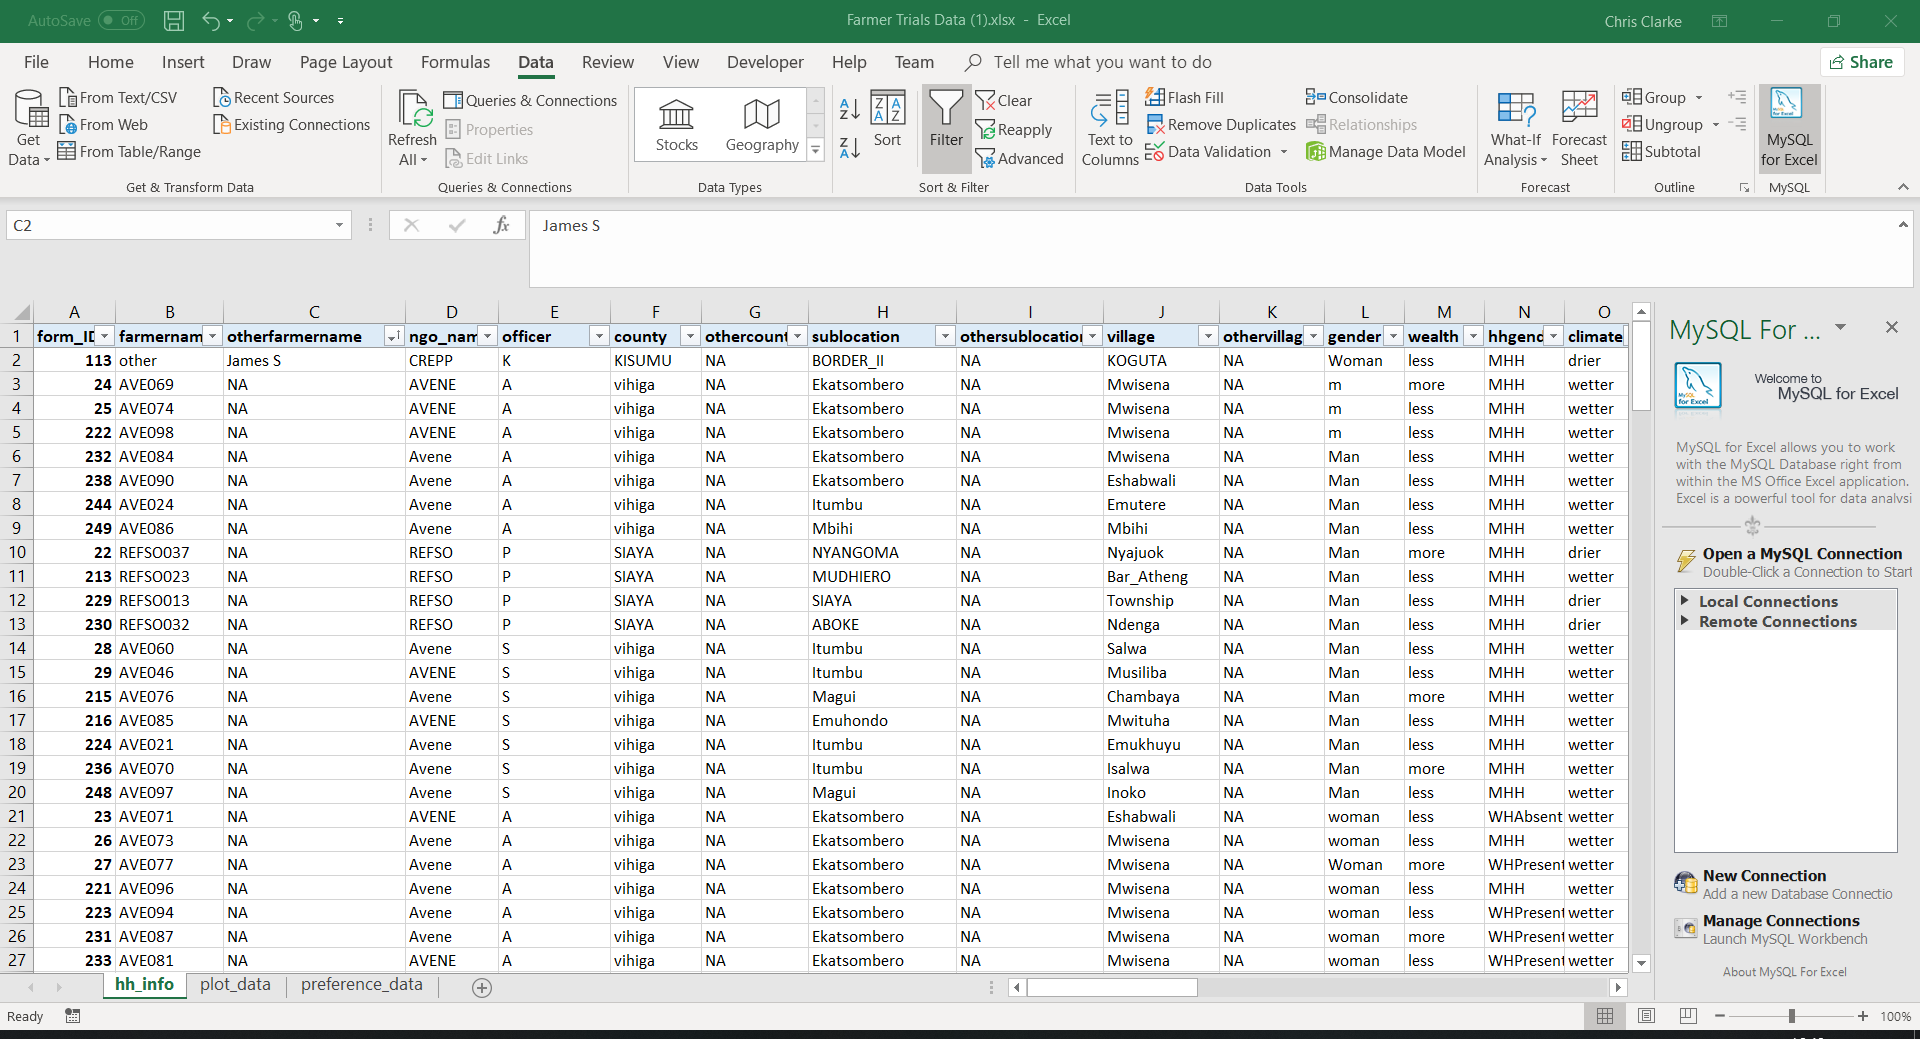 AutoSave Off
Farmer Trials Data (1).xlsx - Excel
Chris Clarke
File Home Insert Draw Page Layout Formulas Data Review View Developer Help Team Tell me what you want to do Share
Get Data
From Text/CSV
From Web
From Table/Range
Recent Sources
Existing Connections
Get & Transform Data
Refresh All
Queries & Connections
Properties
Edit Links
Queries & Connections
Stocks Geography
Data Types
Sort
Filter
Clear
Reapply
Advanced
Sort & Filter
Text to Columns
Flash Fill
Remove Duplicates
Data Validation
Consolidate
Relationships
Manage Data Model
Data Tools
What-If Analysis
Forecast Sheet
Forecast
Group
Ungroup
Subtotal
Outline
MySQL for Excel
MySQL
C2 fx James S
A B C D E F G H I J K L M N O
1 form_ID farmernam otherfarmername ngo_nam officer county othercount sublocation othersublocation village othervillag gender wealth hhgend climate
2 113 other James S CREPP K KISUMU NA BORDER_II NA KOGUTA NA Woman less MHH drier
3 24 AVE069 NA AVENE A vihiga NA Ekatsombero NA Mwisena NA m more MHH wetter
4 25 AVE074 NA AVENE A vihiga NA Ekatsombero NA Mwisena NA m less MHH wetter
5 222 AVE098 NA AVENE A vihiga NA Ekatsombero NA Mwisena NA m less MHH wetter
6 232 AVE084 NA Avene A vihiga NA Ekatsombero NA Mwisena NA Man less MHH wetter
7 238 AVE090 NA Avene A vihiga NA Ekatsombero NA Eshabwali NA Man less MHH wetter
8 244 AVE024 NA Avene A vihiga NA Itumbu NA Emutere NA Man less MHH wetter
9 249 AVE086 NA Avene A vihiga NA Mbihi NA Mbihi NA Man less MHH wetter
10 22 REFSO037 NA REFSO P SIAYA NA NYANGOMA NA Nyajuok NA Man more MHH drier
11 213 REFSO023 NA REFSO P SIAYA NA MUDHIERO NA Bar_Atheng NA Man less MHH wetter
12 229 REFSO013 NA REFSO P SIAYA NA SIAYA NA Township NA Man less MHH drier
13 230 REFSO032 NA REFSO P SIAYA NA ABOKE NA Ndenga NA Man less MHH drier
14 28 AVE060 NA Avene S vihiga NA Itumbu NA Salwa NA Man less MHH wetter
15 29 AVE046 NA AVENE S vihiga NA Itumbu NA Musiliba NA Man less MHH wetter
16 215 AVE076 NA Avene S vihiga NA Magui NA Chambaya NA Man more MHH wetter
17 216 AVE085 NA AVENE S vihiga NA Emuhondo NA Mwituha NA Man less MHH wetter
18 224 AVE021 NA Avene S vihiga NA Itumbu NA Emukhuyu NA Man less MHH wetter
19 236 AVE070 NA Avene S vihiga NA Itumbu NA Isalwa NA Man more MHH wetter
20 248 AVE097 NA Avene S vihiga NA Magui NA Inoko NA Man less MHH wetter
21 23 AVE071 NA AVENE A vihiga NA Ekatsombero NA Eshabwali NA woman less WHAbsent wetter
22 26 AVE073 NA Avene A vihiga NA Ekatsombero NA Mwisena NA woman less MHH wetter
23 27 AVE077 NA Avene A vihiga NA Ekatsombero NA Mwisena NA Woman more WHPresent wetter
24 221 AVE096 NA Avene A vihiga NA Ekatsombero NA Mwisena NA woman less MHH wetter
25 223 AVE094 NA Avene A vihiga NA Ekatsombero NA Mwisena NA woman less WHPresent wetter
26 231 AVE087 NA Avene A vihiga NA Ekatsombero NA Mwisena NA woman more WHPresent wetter
27 233 AVE081 NA AVENE A vihiga NA Ekatsombero NA Mwisena NA woman less WHPresent wetter
MySQL For ...
MySQL for Excel
Welcome to
MySQL for Excel
MySQL for Excel allows you to work
with the MySQL Database right from
within the MS Office Excel application.
Excel is a powerful tool for data analysi
Open a MySQL Connection
Double-Click a Connection to Start
Local Connections
Remote Connections
New Connection
Add a new Database Connectio
Manage Connections
Launch MySQL Workbench
About MySQL For Excel
hh_info plot_data preference_data
Ready
100%